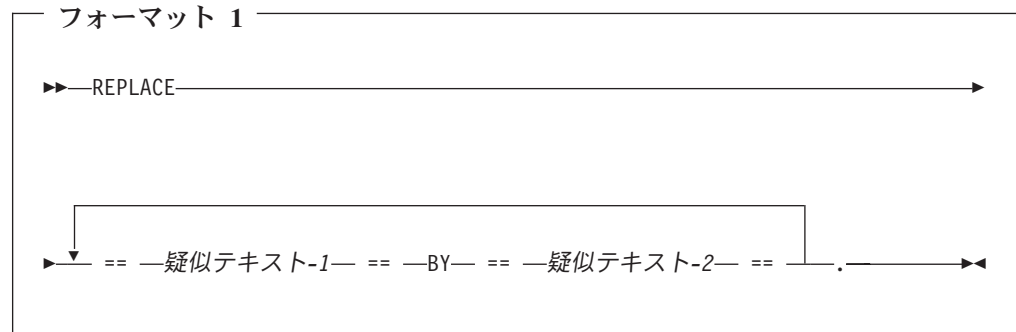 フォーマット 1
REPLACE
== 疑似テキスト-1 == BY == 疑似テキスト-2 == .